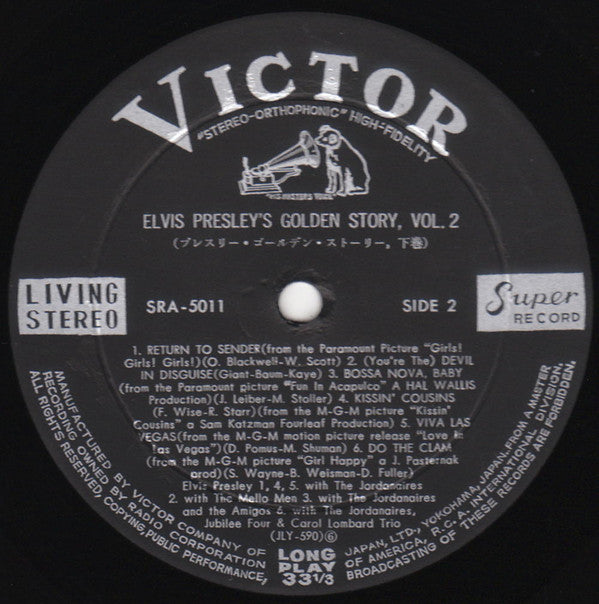 VICTOR
"STEREO-ORTHOPHONIC" HIGH-FIDELITY
"HIS MASTER'S VOICE"
ELVIS PRESLEY'S GOLDEN STORY, VOL. 2
(プレスリー・ゴールデン・ストーリー, 下巻)
LIVING
STEREO
SRA-5011
SIDE 2
Super
RECORD
1. RETURN TO SENDER(from the Paramount Picture "Girls!
Girls! Girls!)(O. Blackwell-W. Scott) 2. (You're The) DEVIL
IN DISGUISE(Giant-Baum-Kaye) 3. BOSSA NOVA, BABY
(from the Paramount picture "Fun In Acapulco" A HAL WALLIS
Production)(J. Leiber-M. Stoller) 4. KISSIN' COUSINS
(F. Wise-R. Starr)(from the M-G-M picture "Kissin'
Cousins" a Sam Katzman Fourleaf Production) 5. VIVA LAS
VEGAS(from the M-G-M motion picture release "Love in
Las Vegas")(D. Pomus-M. Shuman) 6. DO THE CLAM
(from the M-G-M picture "Girl Happy" a J. Pasternak
prod)(S. Wayne-B. Weisman-D. Fuller)
Elvis Presley 1, 4, 5. with The Jordanaires
2. with The Mello Men 3. with The Jordanaires
and the Amigos 6. with The Jordanaires,
Jubilee Four & Carol Lombard Trio
(JLY-590)⑥
MANUFACTURED BY VICTOR COMPANY OF JAPAN, LTD., YOKOHAMA, JAPAN, FROM A MASTER
RECORDING OWNED BY RADIO CORPORATION OF AMERICA, R.C.A. INTERNATIONAL DIVISION.
ALL RIGHTS RESERVED, COPYING, PUBLIC PERFORMANCE, BROADCASTING OF THESE RECORDS ARE FORBIDDEN.
LONG
PLAY
33 1/3